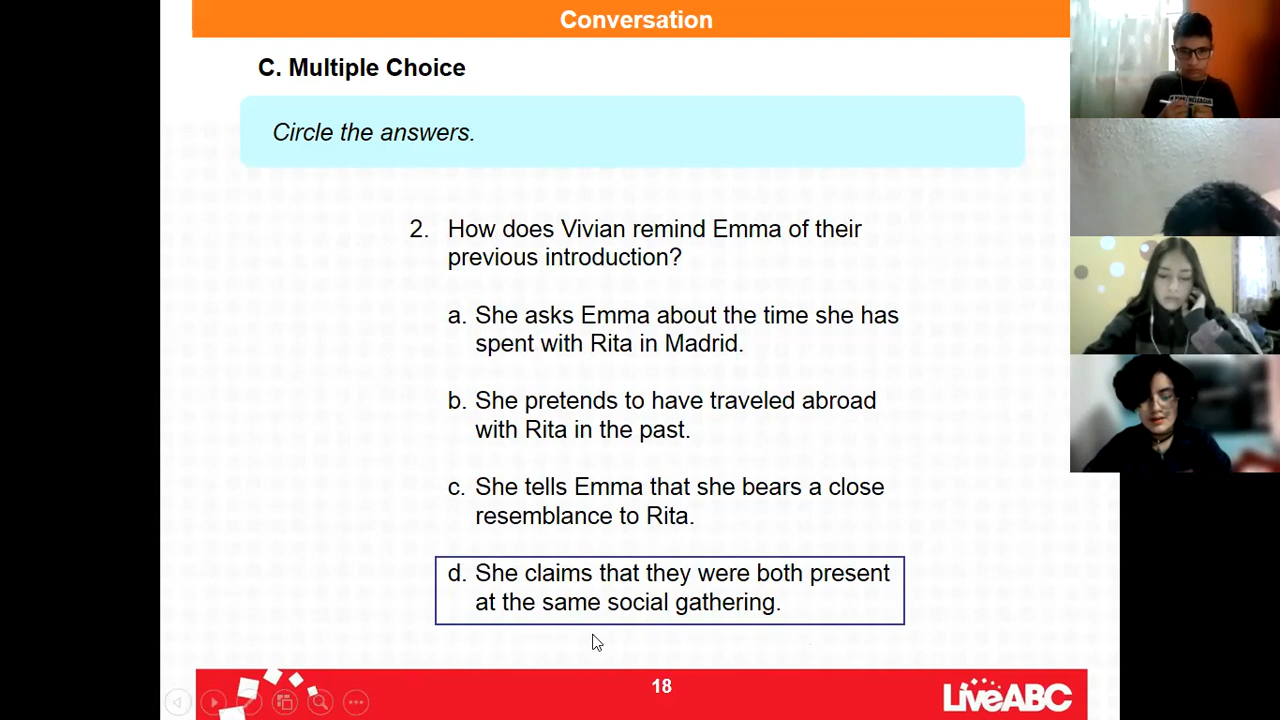 Conversation
C. Multiple Choice
Circle the answers.
2. How does Vivian remind Emma of their
previous introduction?
a. She asks Emma about the time she has
spent with Rita in Madrid.
b. She pretends to have traveled abroad
with Rita in the past.
c. She tells Emma that she bears a close
resemblance to Rita.
d. She claims that they were both present
at the same social gathering.
18
LiveABC